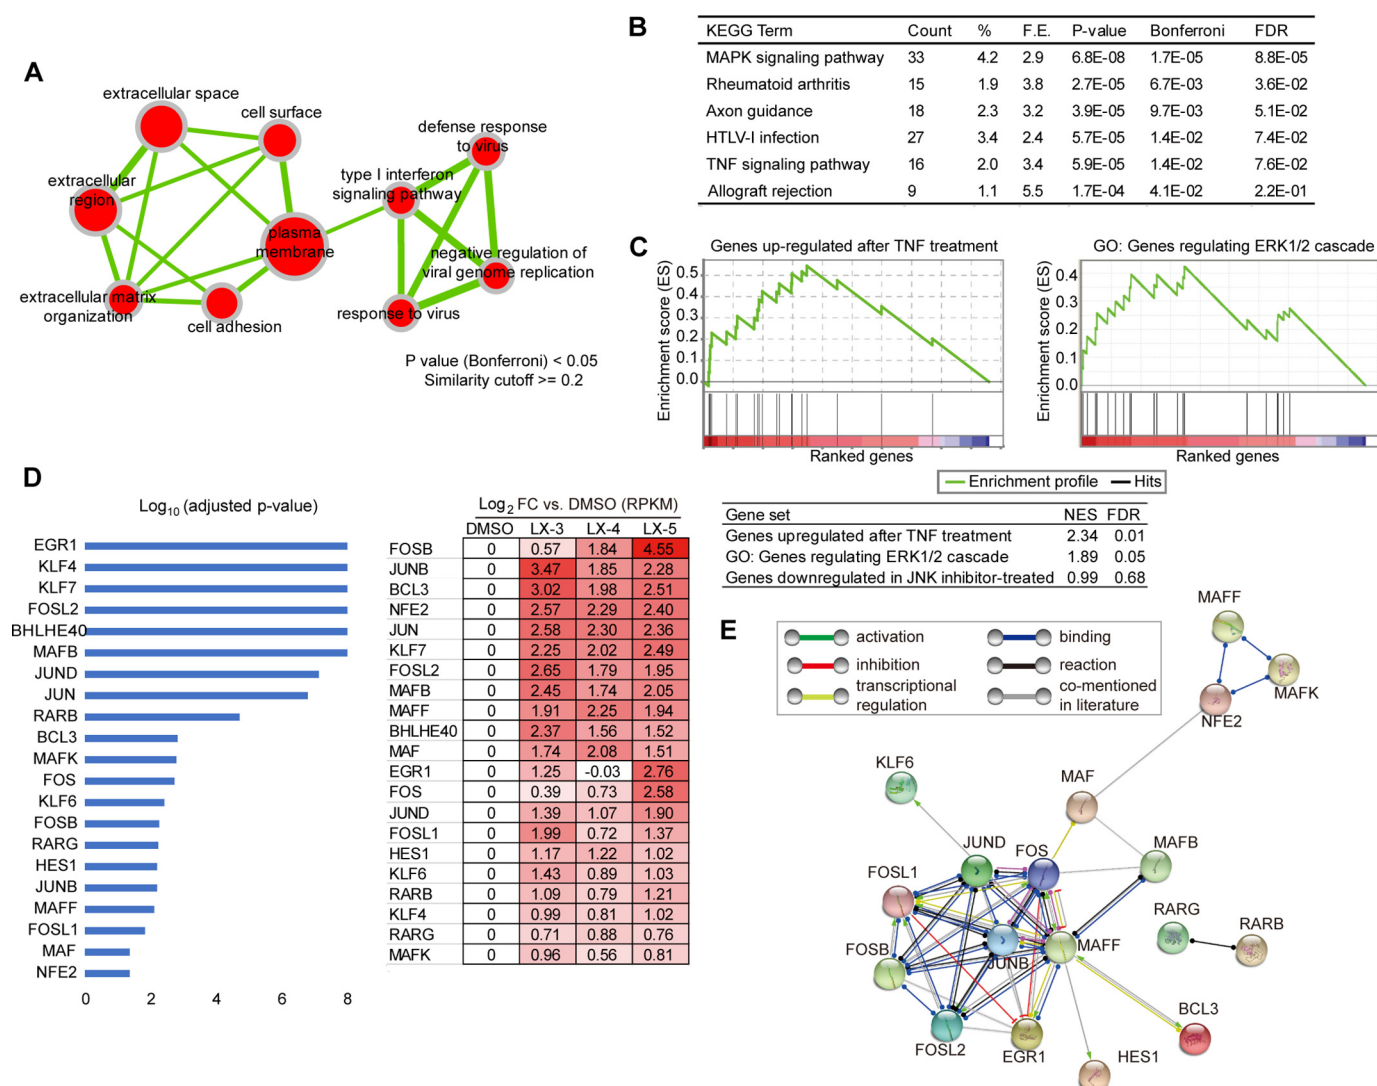 A
extracellular space
cell surface
defense response
to virus
type I interferon
signaling pathway
extracellular
region
plasma
membrane
negative regulation of
viral genome replication
extracellular matrix
organization
cell adhesion
response to virus
P value (Bonferroni) < 0.05
Similarity cutoff >= 0.2
B
KEGG Term Count % F.E. P-value Bonferroni FDR
MAPK signaling pathway 33 4.2 2.9 6.8E-08 1.7E-05 8.8E-05
Rheumatoid arthritis 15 1.9 3.8 2.7E-05 6.7E-03 3.6E-02
Axon guidance 18 2.3 3.2 3.9E-05 9.7E-03 5.1E-02
HTLV-I infection 27 3.4 2.4 5.7E-05 1.4E-02 7.4E-02
TNF signaling pathway 16 2.0 3.4 5.9E-05 1.4E-02 7.6E-02
Allograft rejection 9 1.1 5.5 1.7E-04 4.1E-02 2.2E-01
C
Genes up-regulated after TNF treatment
Enrichment score (ES)
0.5
0.4
0.3
0.2
0.1
0.0
Ranked genes
GO: Genes regulating ERK1/2 cascade
Enrichment score (ES)
0.4
0.3
0.2
0.1
0.0
Ranked genes
Enrichment profile Hits
Gene set NES FDR
Genes upregulated after TNF treatment 2.34 0.01
GO: Genes regulating ERK1/2 cascade 1.89 0.05
Genes downregulated in JNK inhibitor-treated 0.99 0.68
D
Log10 (adjusted p-value)
EGR1
KLF4
KLF7
FOSL2
BHLHE40
MAFB
JUND
JUN
RARB
BCL3
MAFK
FOS
KLF6
FOSB
RARG
HES1
JUNB
MAFF
FOSL1
MAF
NFE2
0 2 4 6 8
Log2 FC vs. DMSO (RPKM)
DMSO LX-3 LX-4 LX-5
FOSB 0 0.57 1.84 4.55
JUNB 0 3.47 1.85 2.28
BCL3 0 3.02 1.98 2.51
NFE2 0 2.57 2.29 2.40
JUN 0 2.58 2.30 2.36
KLF7 0 2.25 2.02 2.49
FOSL2 0 2.65 1.79 1.95
MAFB 0 2.45 1.74 2.05
MAFF 0 1.91 2.25 1.94
BHLHE40 0 2.37 1.56 1.52
MAF 0 1.74 2.08 1.51
EGR1 0 1.25 -0.03 2.76
FOS 0 0.39 0.73 2.58
JUND 0 1.39 1.07 1.90
FOSL1 0 1.99 0.72 1.37
HES1 0 1.17 1.22 1.02
KLF6 0 1.43 0.89 1.03
RARB 0 1.09 0.79 1.21
KLF4 0 0.99 0.81 1.02
RARG 0 0.71 0.88 0.76
MAFK 0 0.96 0.56 0.81
E
activation
binding
inhibition
reaction
transcriptional
regulation
co-mentioned
in literature
MAFF
MAFK
NFE2
KLF6
MAF
JUND
FOS
MAFB
FOSL1
RARG
RARB
FOSB
JUNB
MAFF
BCL3
FOSL2
EGR1
HES1